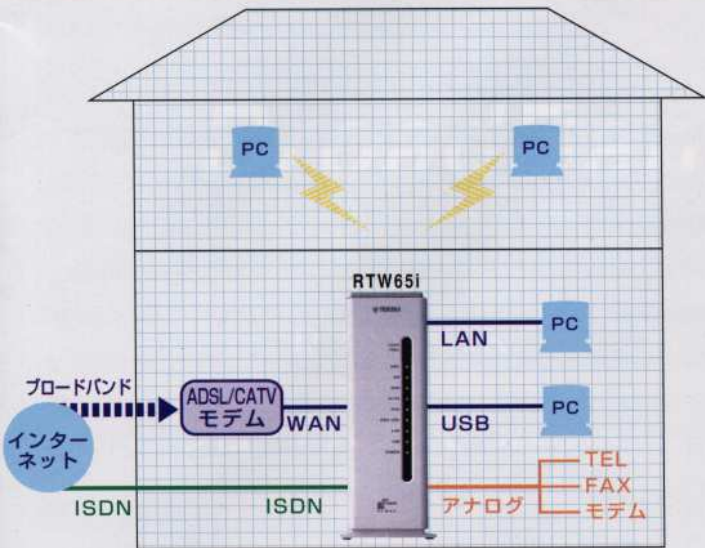 PC
PC
RTW65i
YAMAHA
LAN
PC
ブロードバンド
ADSL/CATV
モデム
WAN
USB
PC
インター
ネット
ISDN
ISDN
アナログ
TEL
FAX
モデム